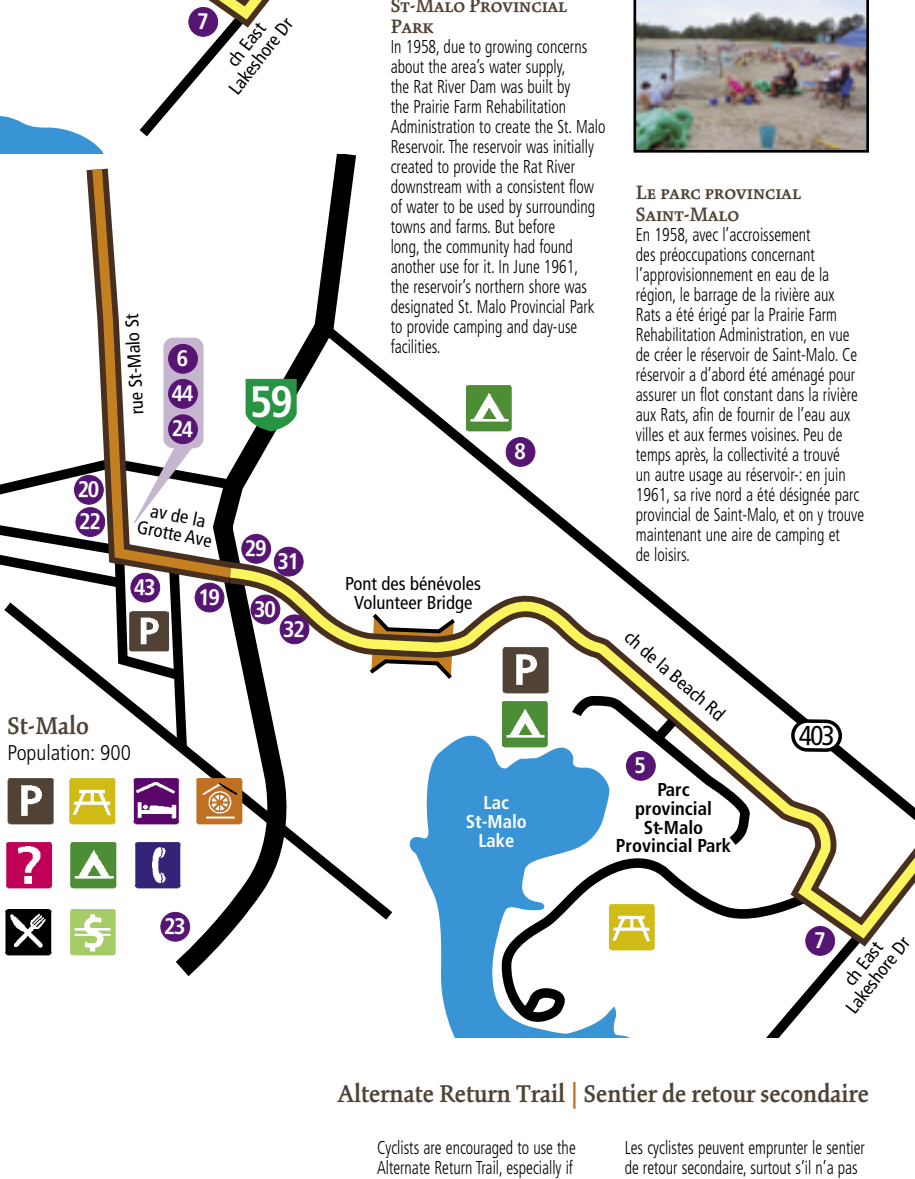 7
ch East
Lakeshore Dr
St-Malo Provincial
Park
In 1958, due to growing concerns
about the area's water supply,
the Rat River Dam was built by
the Prairie Farm Rehabilitation
Administration to create the St. Malo
Reservoir. The reservoir was initially
created to provide the Rat River
downstream with a consistent flow
of water to be used by surrounding
towns and farms. But before
long, the community had found
another use for it. In June 1961,
the reservoir's northern shore was
designated St. Malo Provincial Park
to provide camping and day-use
facilities.
Le parc provincial
Saint-Malo
En 1958, avec l'accroissement
des préoccupations concernant
l'approvisionnement en eau de la
région, le barrage de la rivière aux
Rats a été érigé par la Prairie Farm
Rehabilitation Administration, en vue
de créer le réservoir de Saint-Malo. Ce
réservoir a d'abord été aménagé pour
assurer un flot constant dans la rivière
aux Rats, afin de fournir de l'eau aux
villes et aux fermes voisines. Peu de
temps après, la collectivité a trouvé
un autre usage au réservoir-: en juin
1961, sa rive nord a été désignée parc
provincial de Saint-Malo, et on y trouve
maintenant une aire de camping et
de loisirs.
rue St-Malo St
6
44
24
59
8
20
22
av de la
Grotte Ave
29
31
43
19
30
32
P
Pont des bénévoles
Volunteer Bridge
P
ch de la Beach Rd
403
5
Parc
provincial
St-Malo
Provincial Park
Lac
St-Malo
Lake
St-Malo
Population: 900
P
?
$
23
7
ch East
Lakeshore Dr
Alternate Return Trail | Sentier de retour secondaire
Cyclists are encouraged to use the
Alternate Return Trail, especially if
Les cyclistes peuvent emprunter le sentier
de retour secondaire, surtout s'il n'a pas